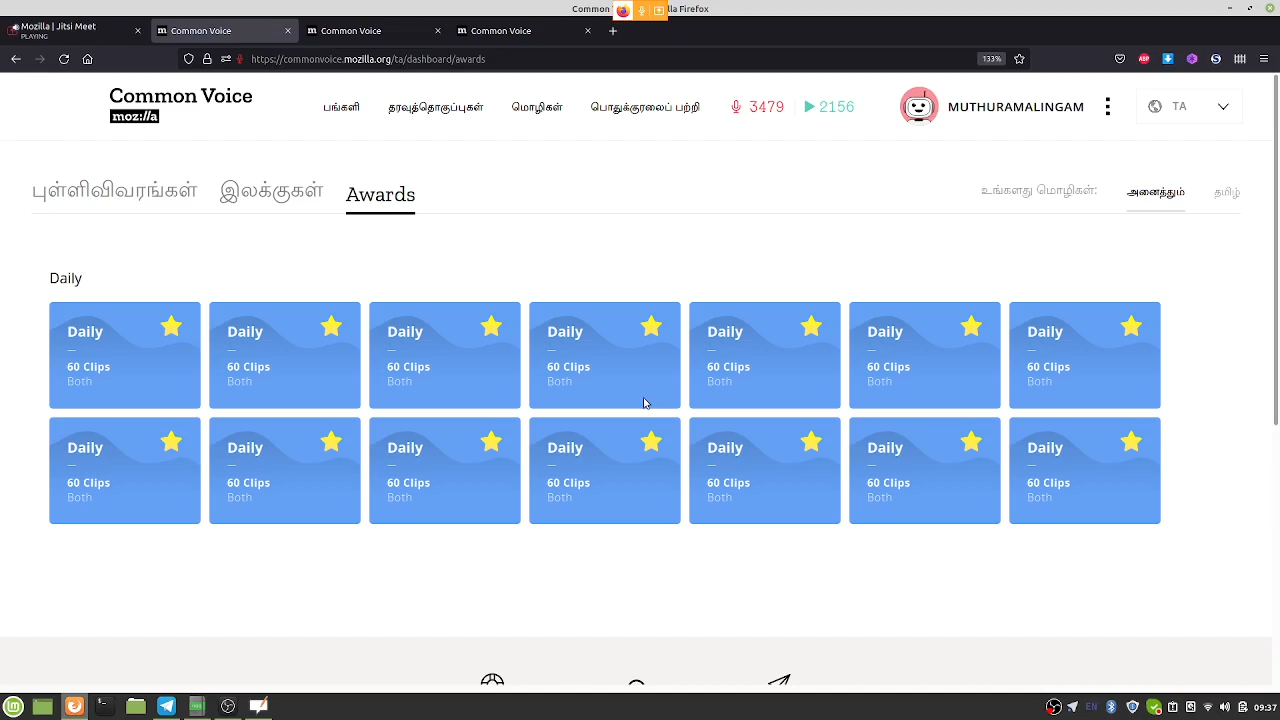 Common Voice — Mozilla Firefox
Mozilla | Jitsi Meet
PLAYING
Common Voice
Common Voice
Common Voice
https://commonvoice.mozilla.org/ta/dashboard/awards
133%
Common Voice
moz://a
பங்களி
தரவுத்தொகுப்புகள்
மொழிகள்
பொதுக்குரலைப் பற்றி
3479
2156
MUTHURAMALINGAM
TA
புள்ளிவிவரங்கள்
இலக்குகள்
Awards
உங்களது மொழிகள்:
அனைத்தும்
தமிழ்
Daily
Daily
Daily
Daily
Daily
Daily
Daily
Daily
60 Clips
60 Clips
60 Clips
60 Clips
60 Clips
60 Clips
60 Clips
Both
Both
Both
Both
Both
Both
Both
Daily
Daily
Daily
Daily
Daily
Daily
Daily
60 Clips
60 Clips
60 Clips
60 Clips
60 Clips
60 Clips
60 Clips
Both
Both
Both
Both
Both
Both
Both
EN
09:37